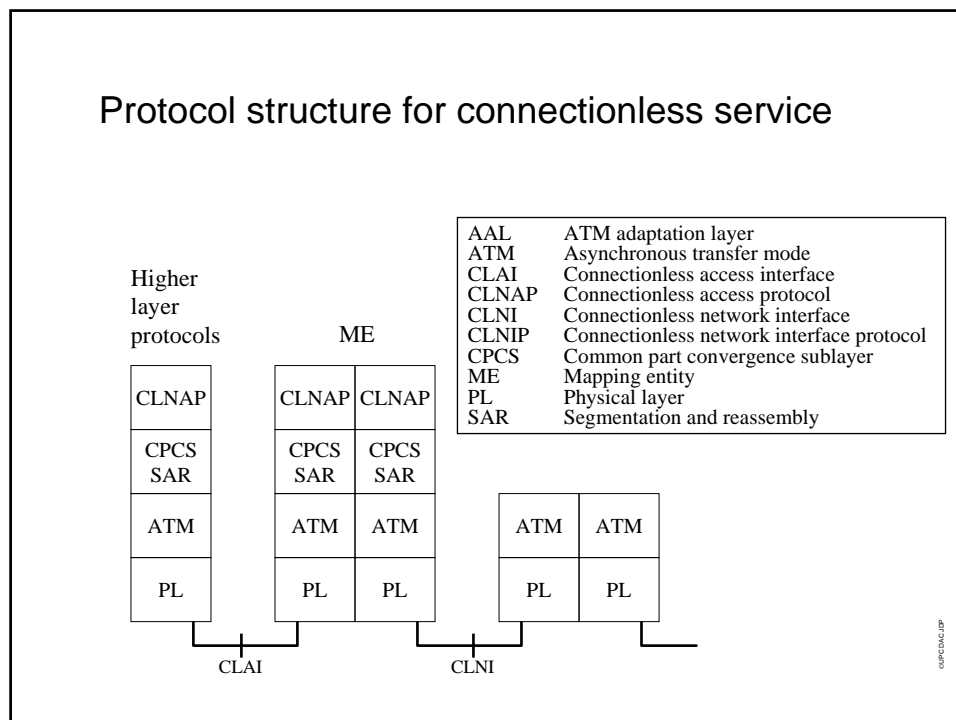 Protocol structure for connectionless service
AAL ATM adaptation layer
ATM Asynchronous transfer mode
CLAI Connectionless access interface
CLNAP Connectionless access protocol
CLNI Connectionless network interface
CLNIP Connectionless network interface protocol
CPCS Common part convergence sublayer
ME Mapping entity
PL Physical layer
SAR Segmentation and reassembly
Higher
layer
protocols
ME
CLNAP CLNAP CLNAP
CPCS CPCS CPCS
SAR SAR SAR
ATM ATM ATM ATM ATM
PL PL PL PL PL
CLAI CLNI
©UPC DAC JDP